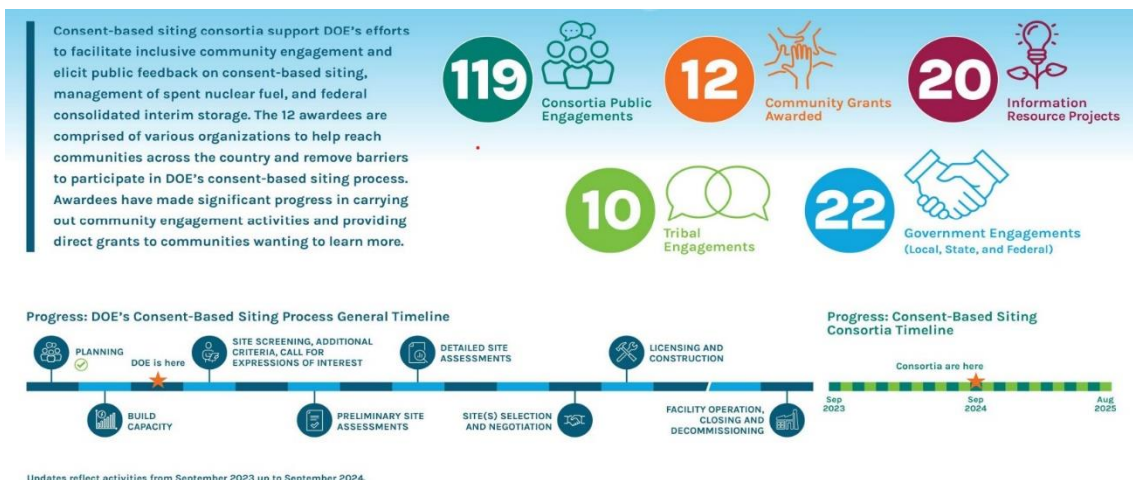 Consent-based siting consortia support DOE's efforts
to facilitate inclusive community engagement and
elicit public feedback on consent-based siting,
management of spent nuclear fuel, and federal
consolidated interim storage. The 12 awardees are
comprised of various organizations to help reach
communities across the country and remove barriers
to participate in DOE's consent-based siting process.
Awardees have made significant progress in carrying
out community engagement activities and providing
direct grants to communities wanting to learn more.
119
Consortia Public
Engagements
12
Community Grants
Awarded
20
Information
Resource Projects
10
Tribal
Engagements
22
Government Engagements
(Local, State, and Federal)
Progress: DOE's Consent-Based Siting Process General Timeline
PLANNING
DOE is here
BUILD
CAPACITY
SITE SCREENING, ADDITIONAL
CRITERIA, CALL FOR
EXPRESSIONS OF INTEREST
PRELIMINARY SITE
ASSESSMENTS
DETAILED SITE
ASSESSMENTS
SITE(S) SELECTION
AND NEGOTIATION
LICENSING AND
CONSTRUCTION
FACILITY OPERATION,
CLOSING AND
DECOMMISSIONING
Progress: Consent-Based Siting
Consortia Timeline
Consortia are here
Sep
2023
Sep
2024
Aug
2025
Updates reflect activities from September 2023 up to September 2024.